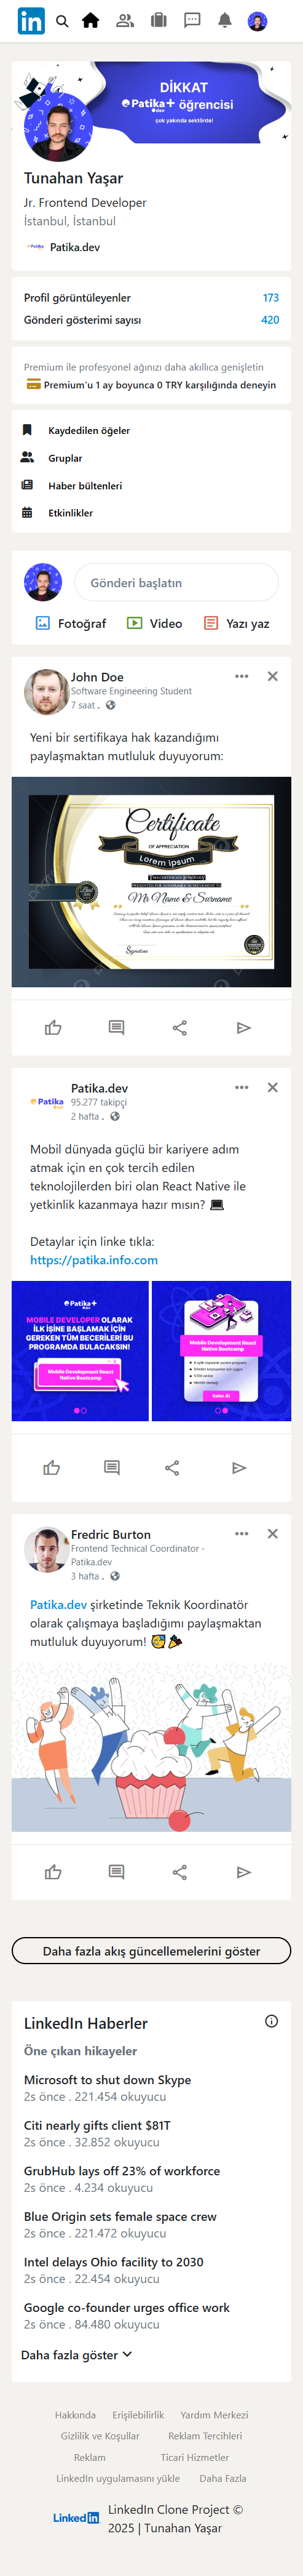 in
DİKKAT
Patika+ .dev öğrencisi
çok yakında sektörde!
Tunahan Yaşar
Jr. Frontend Developer
İstanbul, İstanbul
Patika Patika.dev
Profil görüntüleyenler 173
Gönderi gösterimi sayısı 420
Premium ile profesyonel ağınızı daha akıllıca genişletin
Premium'u 1 ay boyunca 0 TRY karşılığında deneyin
Kaydedilen öğeler
Gruplar
Haber bültenleri
Etkinlikler
Gönderi başlatın
Fotoğraf Video Yazı yaz
John Doe
Software Engineering Student
7 saat .
Yeni bir sertifikaya hak kazandığımı
paylaşmaktan mutluluk duyuyorum:
Certificate
OF APPRECIATION
Lorem ipsum
Mr Name & Surname
Patika.dev
Patika
95.277 takipçi
2 hafta .
Mobil dünyada güçlü bir kariyere adım
atmak için en çok tercih edilen
teknolojilerden biri olan React Native ile
yetkinlik kazanmaya hazır mısın? 💻
Detaylar için linke tıkla:
https://patika.info.com
Patika+
MOBILE DEVELOPER OLARAK
İLK İŞİNE BAŞLAMAK İÇİN
GEREKEN TÜM BECERİLERİ BU
PROGRAMDA BULACAKSIN!
Mobile Development React
Native Bootcamp
Mobile Development React
Native Bootcamp
Fredric Burton
Frontend Technical Coordinator -
Patika.dev
3 hafta .
Patika.dev şirketinde Teknik Koordinatör
olarak çalışmaya başladığımı paylaşmaktan
mutluluk duyuyorum! 🥳🎉
Daha fazla akış güncellemelerini göster
LinkedIn Haberler
Öne çıkan hikayeler
Microsoft to shut down Skype
2s önce . 221.454 okuyucu
Citi nearly gifts client $81T
2s önce . 32.852 okuyucu
GrubHub lays off 23% of workforce
2s önce . 4.234 okuyucu
Blue Origin sets female space crew
2s önce . 221.472 okuyucu
Intel delays Ohio facility to 2030
2s önce . 22.454 okuyucu
Google co-founder urges office work
2s önce . 84.480 okuyucu
Daha fazla göster
Hakkında Erişilebilirlik Yardım Merkezi
Gizlilik ve Koşullar Reklam Tercihleri
Reklam Ticari Hizmetler
LinkedIn uygulamasını yükle Daha Fazla
LinkedIn LinkedIn Clone Project ©
2025 | Tunahan Yaşar